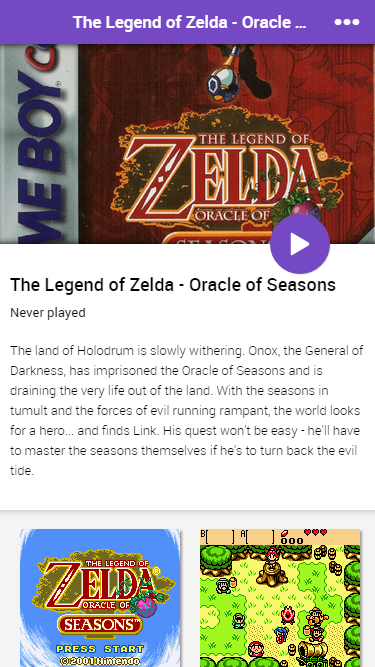 The Legend of Zelda - Oracle ...
GAME BOY CO
THE LEGEND OF
ZELDA
ORACLE OF
SEASONS
The Legend of Zelda - Oracle of Seasons
Never played
The land of Holodrum is slowly withering. Onox, the General of
Darkness, has imprisoned the Oracle of Seasons and is
draining the very life out of the land. With the seasons in
tumult and the forces of evil running rampant, the world looks
for a hero... and finds Link. His quest won't be easy - he'll have
to master the seasons themselves if he's to turn back the evil
tide.
THE LEGEND OF
ZELDA
ORACLE OF
SEASONS™
PRESS START
©2001Nintendo
B[ ] A[ ] 000